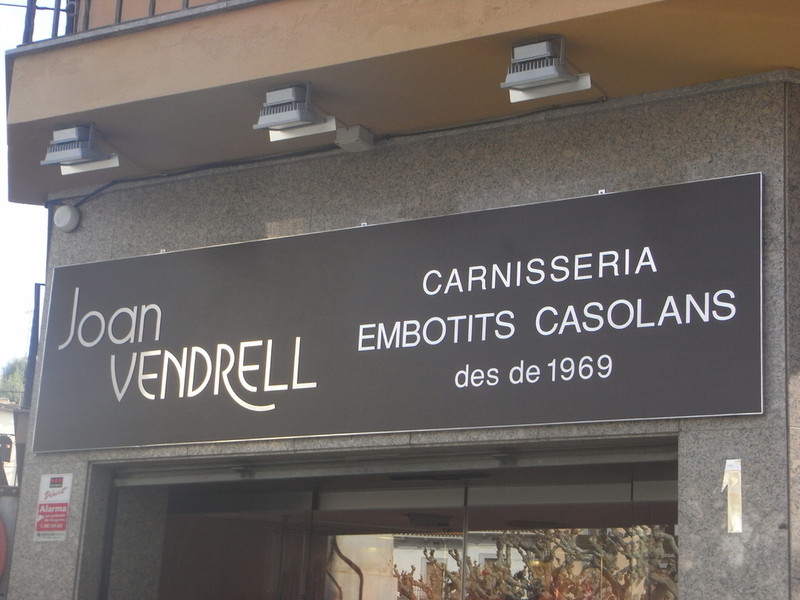 Joan
VENDRELL
CARNISSERIA
EMBOTITS CASOLANS
des de 1969
Alarma